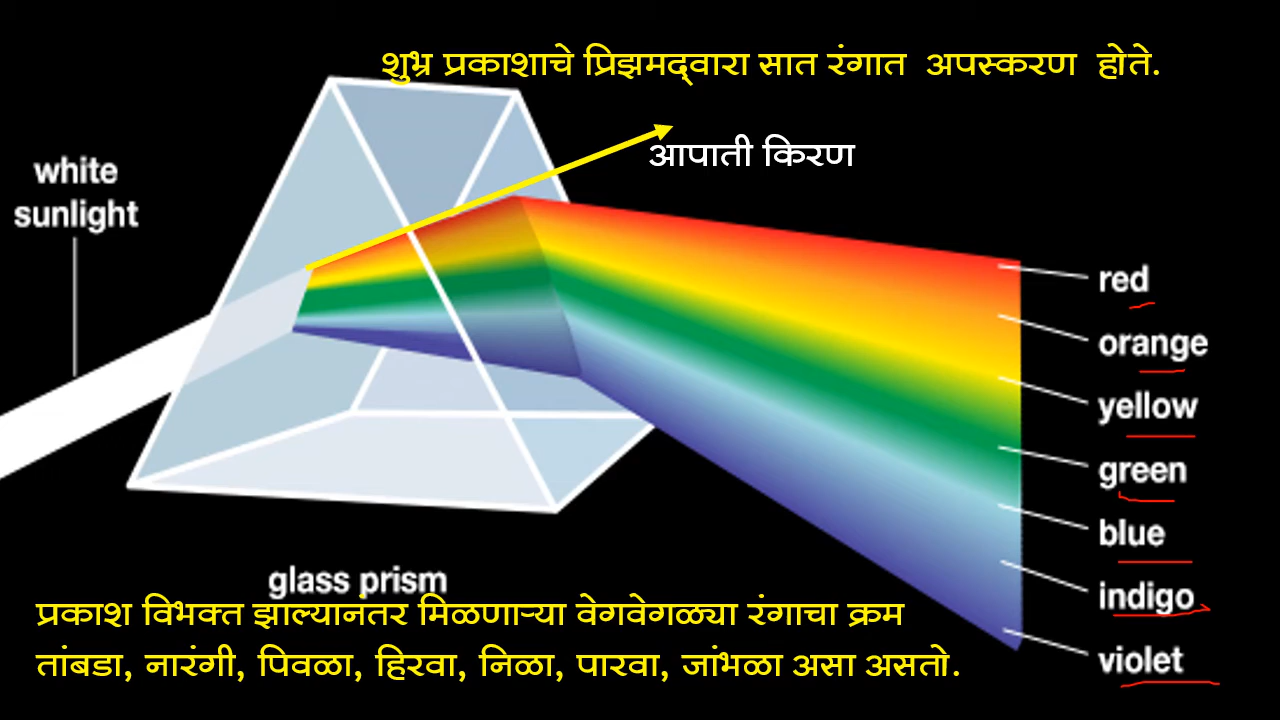 शुभ्र प्रकाशाचे प्रिझमद्वारा सात रंगात अपस्करण होते.
आपाती किरण
white
sunlight
red
orange
yellow
green
blue
indigo
violet
glass prism
प्रकाश विभक्त झाल्यानंतर मिळणाऱ्या वेगवेगळ्या रंगाचा क्रम
तांबडा, नारंगी, पिवळा, हिरवा, निळा, पारवा, जांभळा असा असतो.